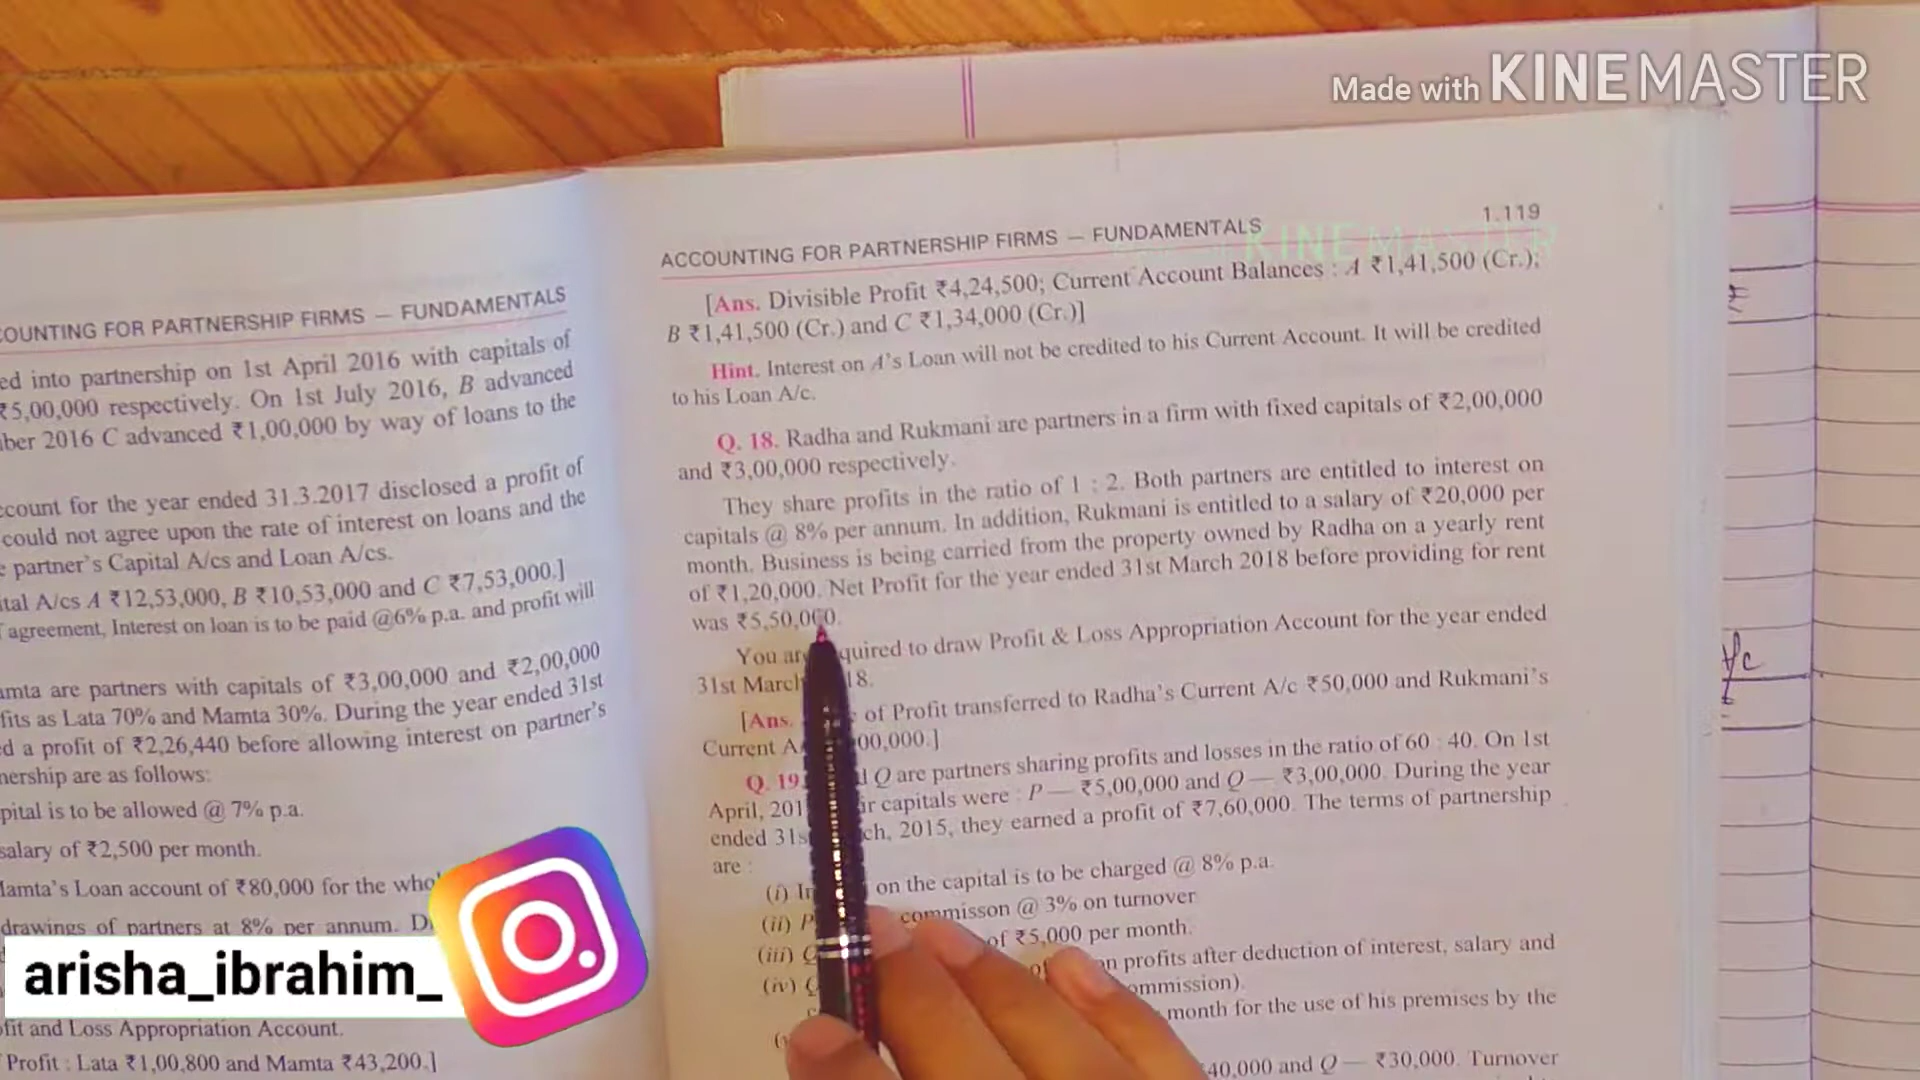 Made with KINEMASTER
COUNTING FOR PARTNERSHIP FIRMS — FUNDAMENTALS
ed into partnership on 1st April 2016 with capitals of
₹5,00,000 respectively. On 1st July 2016, B advanced
ber 2016 C advanced ₹1,00,000 by way of loans to the
ccount for the year ended 31.3.2017 disclosed a profit of
could not agree upon the rate of interest on loans and the
partner's Capital A/cs and Loan A/cs.
tal A/cs A ₹12,53,000, B ₹10,53,000 and C ₹7,53,000.]
agreement, Interest on loan is to be paid @6% p.a. and profit will
amta are partners with capitals of ₹3,00,000 and ₹2,00,000
fits as Lata 70% and Mamta 30%. During the year ended 31st
d a profit of ₹2,26,440 before allowing interest on partner's
nership are as follows:
pital is to be allowed @ 7% p.a.
salary of ₹2,500 per month.
Mamta's Loan account of ₹80,000 for the who
drawings of partners at 8% per annum. D
arisha_ibrahim_
fit and Loss Appropriation Account.
Profit : Lata ₹1,00,800 and Mamta ₹43,200.]
1.119
ACCOUNTING FOR PARTNERSHIP FIRMS — FUNDAMENTALS
KINEMASTER
[Ans. Divisible Profit ₹4,24,500; Current Account Balances : A ₹1,41,500 (Cr.);
B ₹1,41,500 (Cr.) and C ₹1,34,000 (Cr.)]
Hint. Interest on A's Loan will not be credited to his Current Account. It will be credited
to his Loan A/c.
Q. 18. Radha and Rukmani are partners in a firm with fixed capitals of ₹2,00,000
and ₹3,00,000 respectively.
They share profits in the ratio of 1 : 2. Both partners are entitled to interest on
capitals @ 8% per annum. In addition, Rukmani is entitled to a salary of ₹20,000 per
month. Business is being carried from the property owned by Radha on a yearly rent
of ₹1,20,000. Net Profit for the year ended 31st March 2018 before providing for rent
was ₹5,50,000.
You are quired to draw Profit & Loss Appropriation Account for the year ended
31st March 18.
[Ans. of Profit transferred to Radha's Current A/c ₹50,000 and Rukmani's
Current A 00,000.]
Q. 19. Q are partners sharing profits and losses in the ratio of 60 : 40. On 1st
April, 201 ir capitals were : P — ₹5,00,000 and Q — ₹3,00,000. During the year
ended 31s ch, 2015, they earned a profit of ₹7,60,000. The terms of partnership
are :
(i) In on the capital is to be charged @ 8% p.a.
(ii) P commisson @ 3% on turnover
(iii) Q of ₹5,000 per month.
(iv) Q on profits after deduction of interest, salary and
ommission).
month for the use of his premises by the
40,000 and Q — ₹30,000. Turnover
A/c